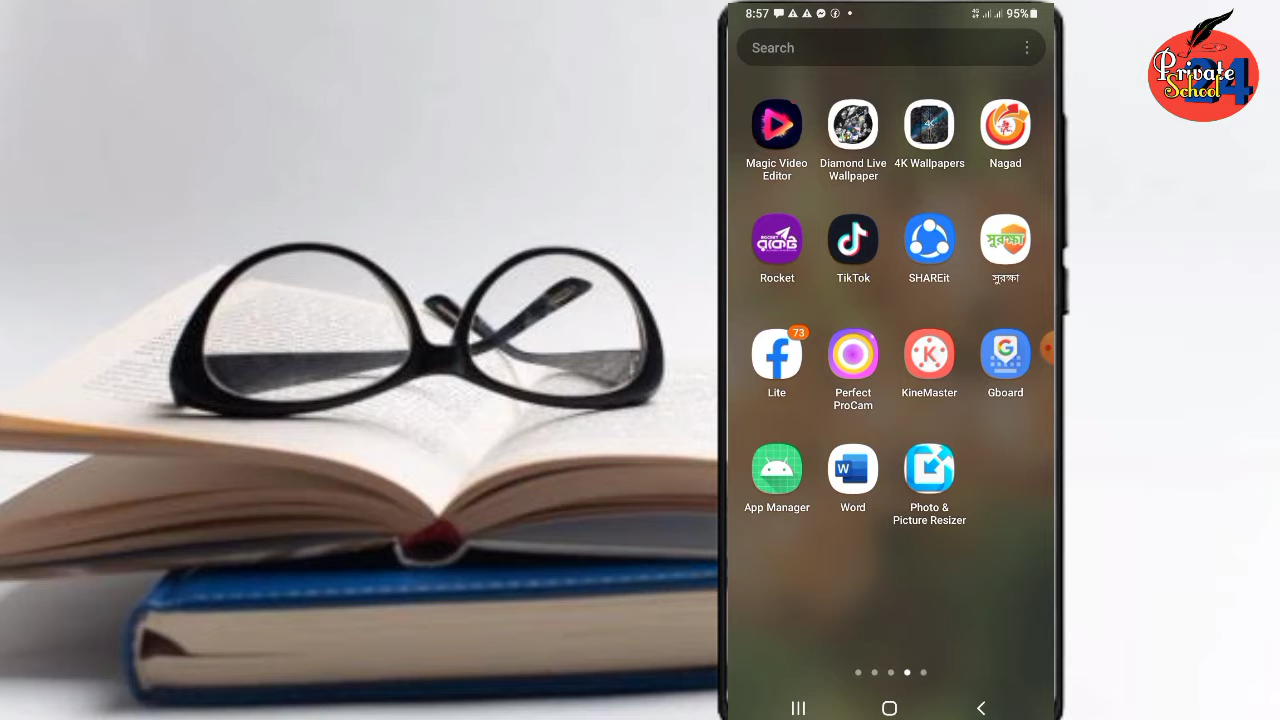 8:57
95%
Search
Private
School
24
Magic Video
Editor
Diamond Live
Wallpaper
4K Wallpapers
Nagad
Rocket
TikTok
SHAREit
সুরক্ষা
73
Lite
Perfect
ProCam
KineMaster
Gboard
App Manager
Word
Photo &
Picture Resizer